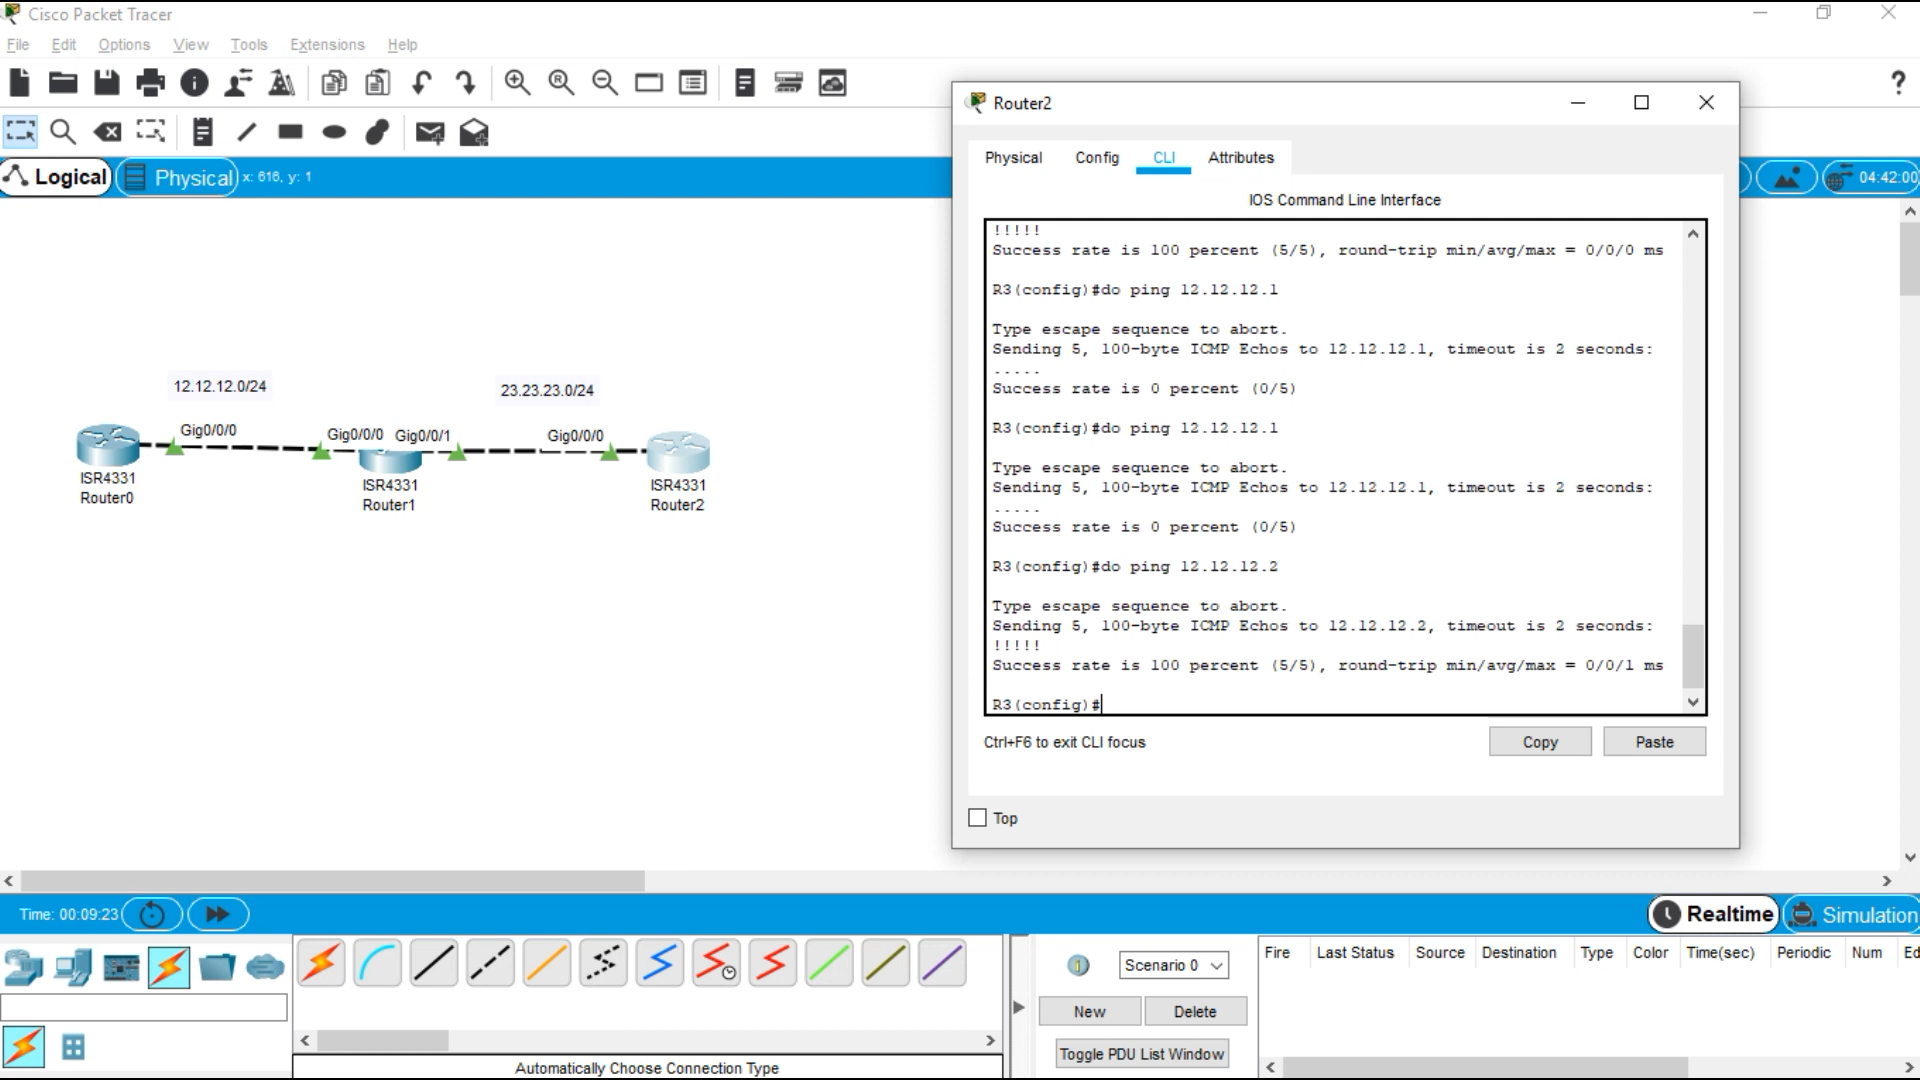 Cisco Packet Tracer
File Edit Options View Tools Extensions Help
?
Logical Physical x: 616, y: 1
04:42:00
12.12.12.0/24
23.23.23.0/24
Gig0/0/0
Gig0/0/0 Gig0/0/1
Gig0/0/0
ISR4331
Router0
ISR4331
Router1
ISR4331
Router2
Router2
Physical Config CLI Attributes
IOS Command Line Interface
!!!!!
Success rate is 100 percent (5/5), round-trip min/avg/max = 0/0/0 ms
R3(config)#do ping 12.12.12.1
Type escape sequence to abort.
Sending 5, 100-byte ICMP Echos to 12.12.12.1, timeout is 2 seconds:
.....
Success rate is 0 percent (0/5)
R3(config)#do ping 12.12.12.1
Type escape sequence to abort.
Sending 5, 100-byte ICMP Echos to 12.12.12.1, timeout is 2 seconds:
.....
Success rate is 0 percent (0/5)
R3(config)#do ping 12.12.12.2
Type escape sequence to abort.
Sending 5, 100-byte ICMP Echos to 12.12.12.2, timeout is 2 seconds:
!!!!!
Success rate is 100 percent (5/5), round-trip min/avg/max = 0/0/1 ms
R3(config)#
Ctrl+F6 to exit CLI focus
Copy Paste
Top
Time: 00:09:23
Realtime Simulation
Scenario 0
New Delete
Toggle PDU List Window
Fire Last Status Source Destination Type Color Time(sec) Periodic Num Ed
Automatically Choose Connection Type